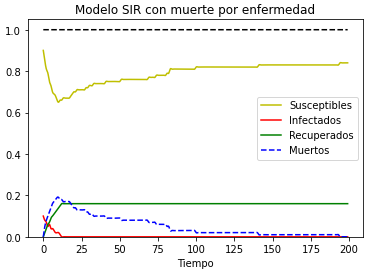 Modelo SIR con muerte por enfermedad
1.0
0.8
0.6
0.4
0.2
0.0
Susceptibles
Infectados
Recuperados
Muertos
0
25
50
75
100
125
150
175
200
Tiempo